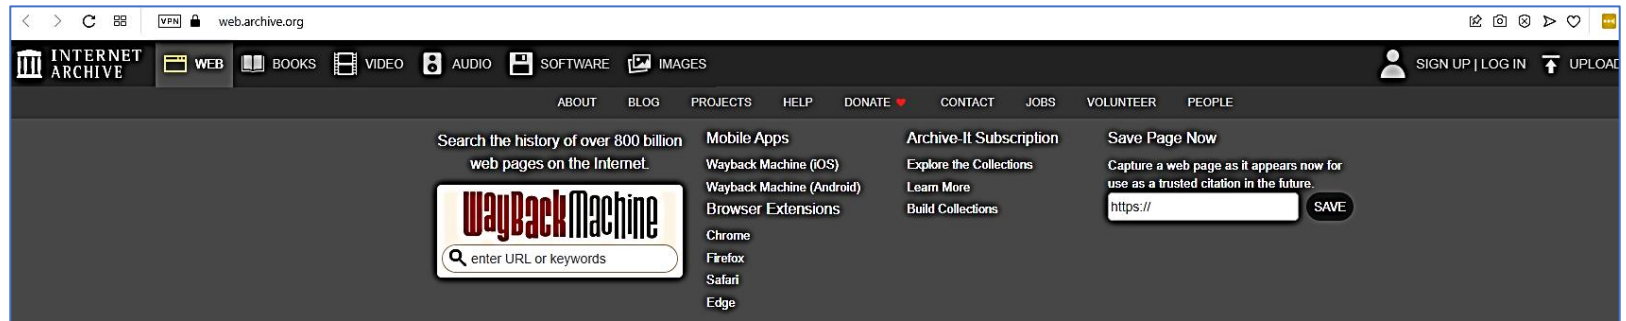 VPN web.archive.org
INTERNET ARCHIVE
WEB BOOKS VIDEO AUDIO SOFTWARE IMAGES SIGN UP | LOG IN UPLOAD
ABOUT BLOG PROJECTS HELP DONATE CONTACT JOBS VOLUNTEER PEOPLE
Search the history of over 800 billion
web pages on the Internet.
WayBackMachine
enter URL or keywords
Mobile Apps
Wayback Machine (iOS)
Wayback Machine (Android)
Browser Extensions
Chrome
Firefox
Safari
Edge
Archive-It Subscription
Explore the Collections
Learn More
Build Collections
Save Page Now
Capture a web page as it appears now for
use as a trusted citation in the future.
https:// SAVE